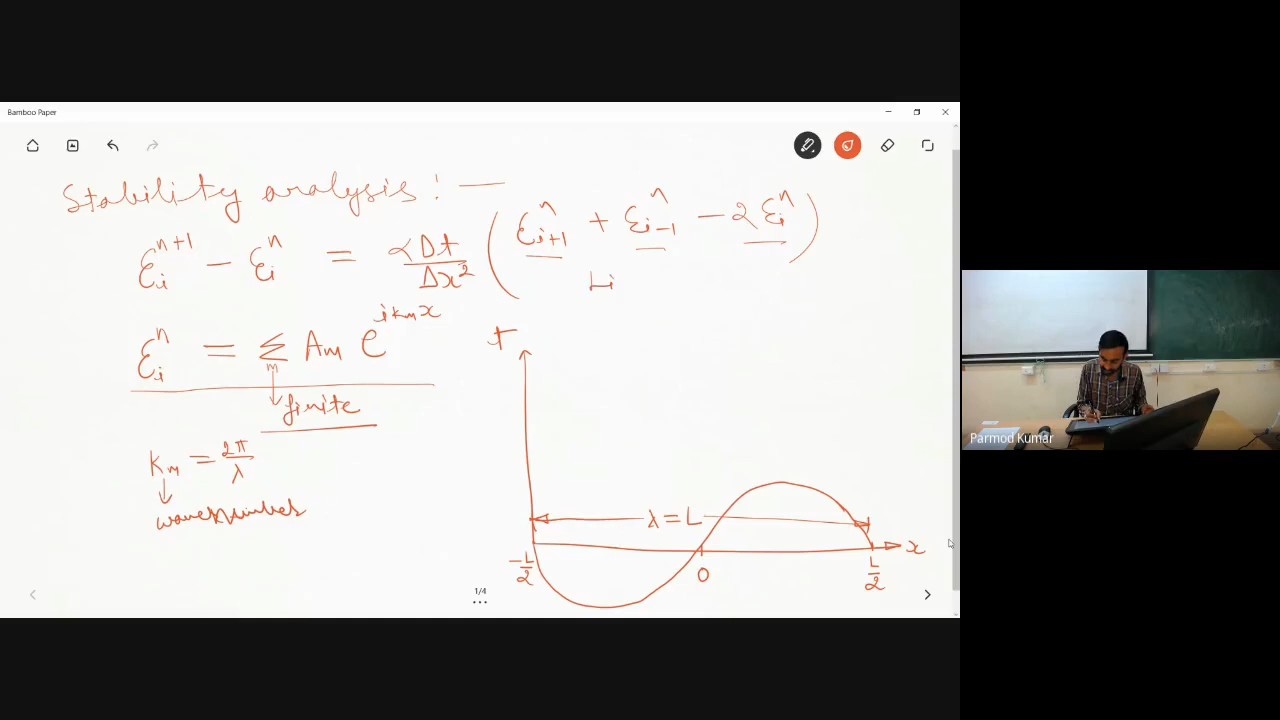 Bamboo Paper
Stability analysis! —
ε_i^{n+1} − ε_i^n = αΔt/Δx² (ε_{i+1}^n + ε_{i−1}^n − 2ε_i^n)
Li
ε_i^n = Σ_m A_m e^{ik_m x}
finite
k_m = 2π/λ
t
λ = L
x
−L/2
0
L/2
1/4
...
Parmod Kumar